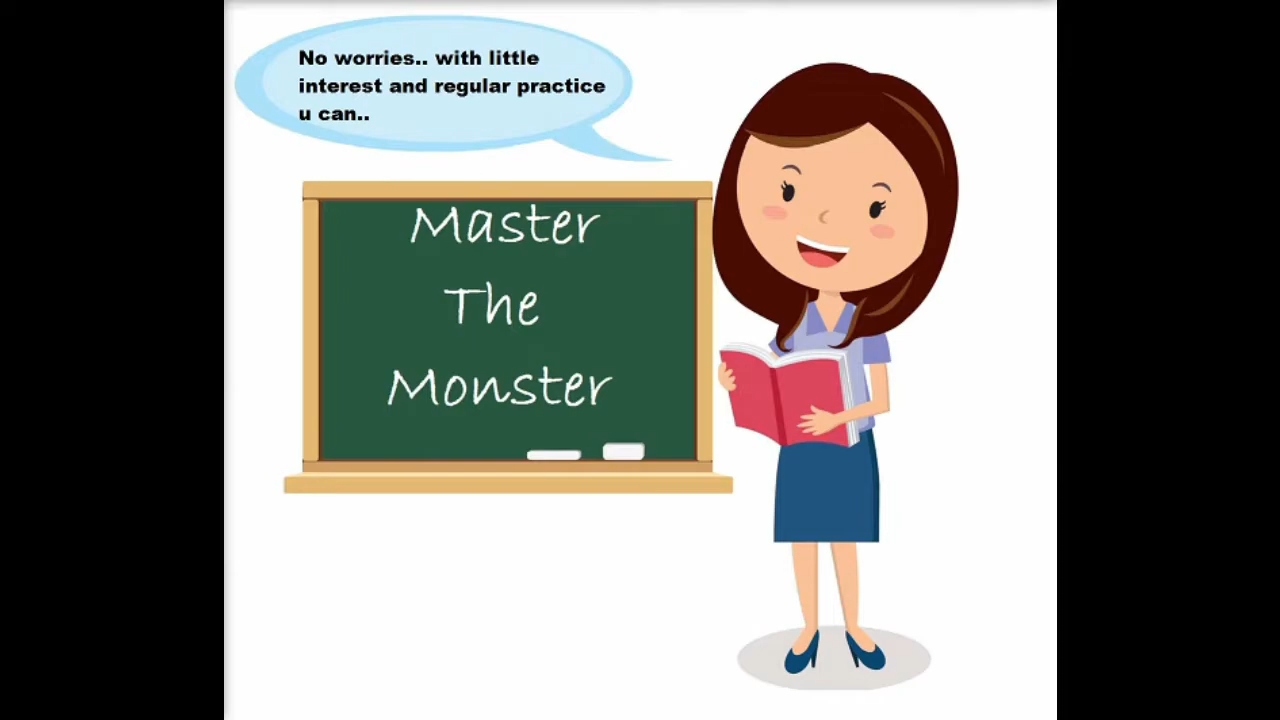 No worries.. with little
interest and regular practice
u can..
Master
The
Monster